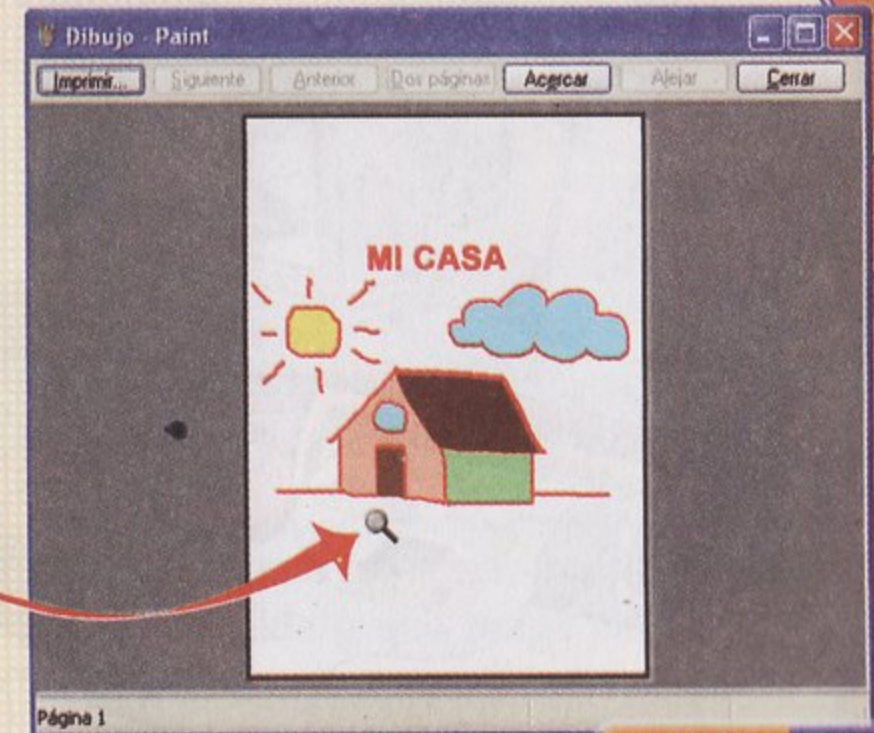 Dibujo - Paint
Imprimir... Siguiente Anterior Dos páginas Acercar Alejar Cerrar
MI CASA
Página 1